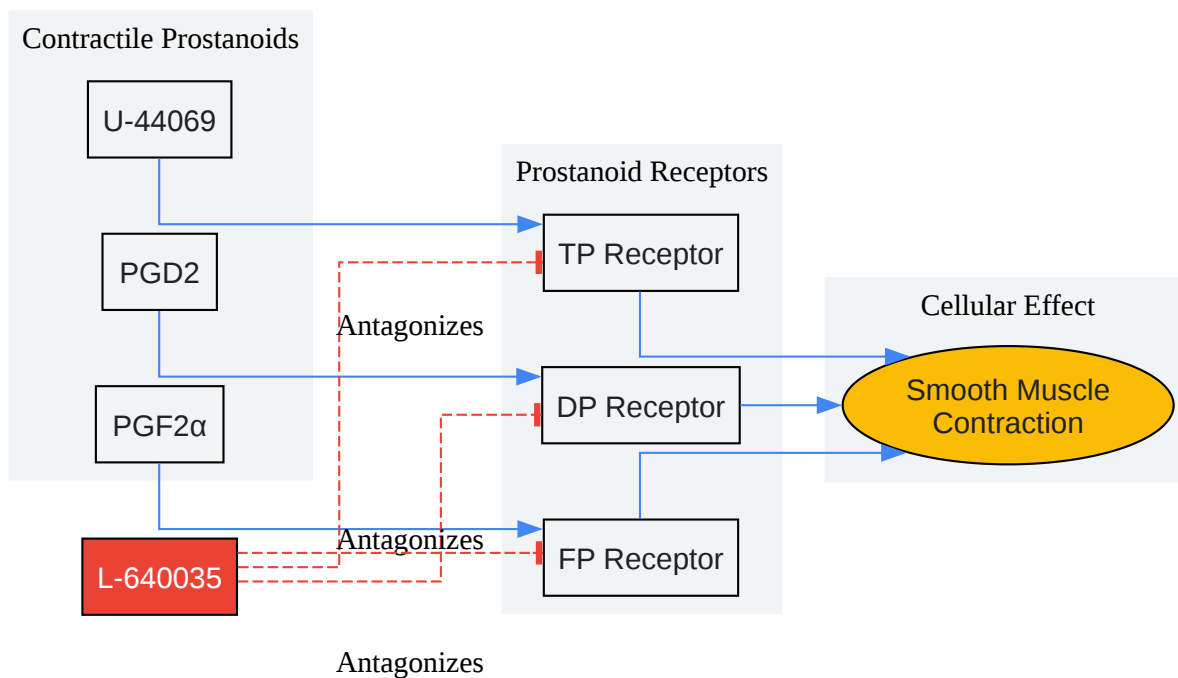 Contractile Prostanoids
U-44069
PGD2
PGF2α
L-640035
Antagonizes
Antagonizes
Antagonizes
Prostanoid Receptors
TP Receptor
DP Receptor
FP Receptor
Cellular Effect
Smooth Muscle
Contraction